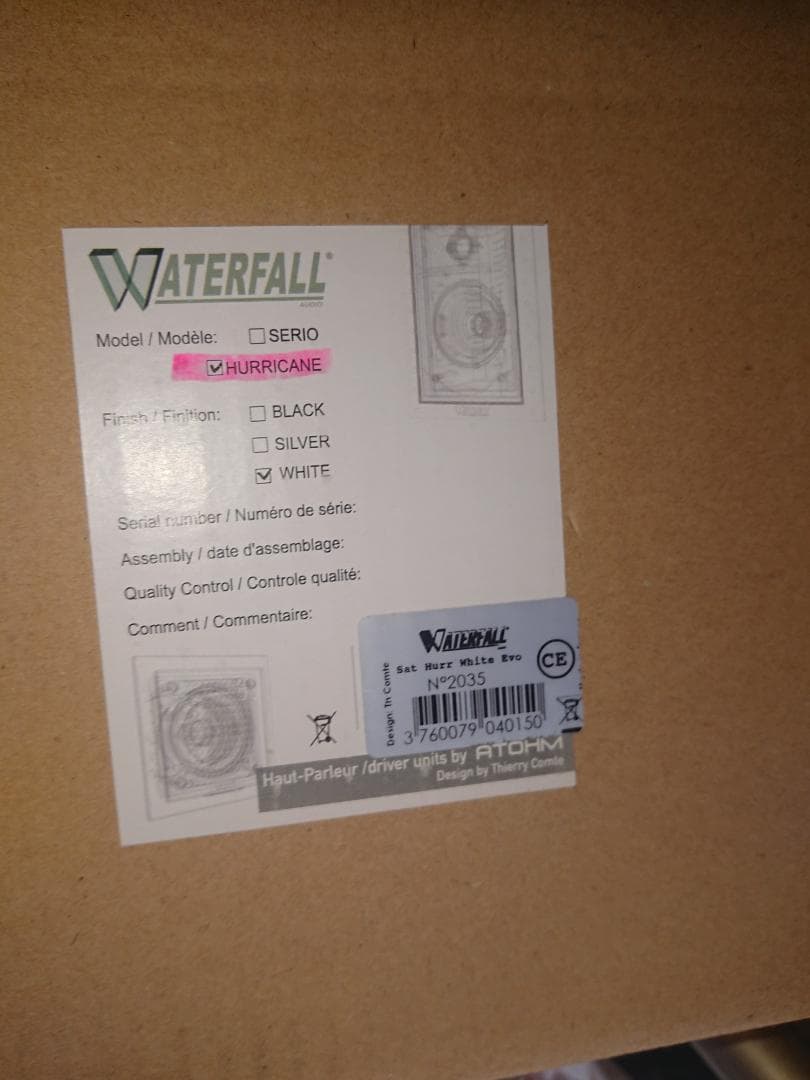 WATERFALL®
AUDIO
Model / Modèle: SERIO
HURRICANE
Finish / Finition: BLACK
SILVER
WHITE
Serial number / Numéro de série:
Assembly / date d'assemblage:
Quality Control / Controle qualité:
Comment / Commentaire:
WATERFALL
Sat Hurr White Evo
N°2035
CE
3 760079 040150
Design: Th Comte
Haut-Parleur /driver units by ATOHM
Design by Thierry Comte